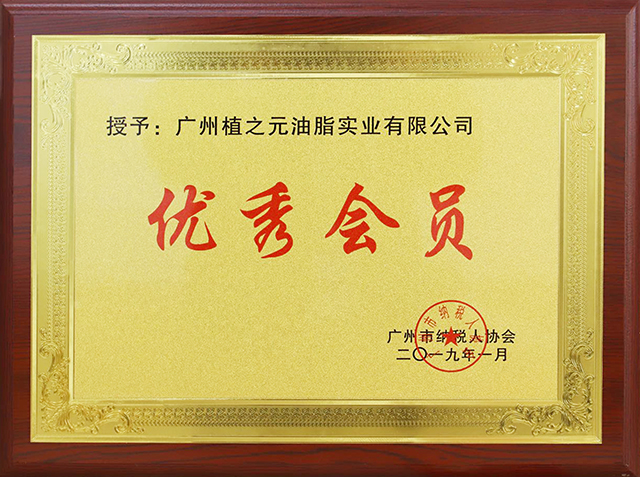 授予：广州植之元油脂实业有限公司
优秀会员
广州市纳税人协会
二〇一九年一月